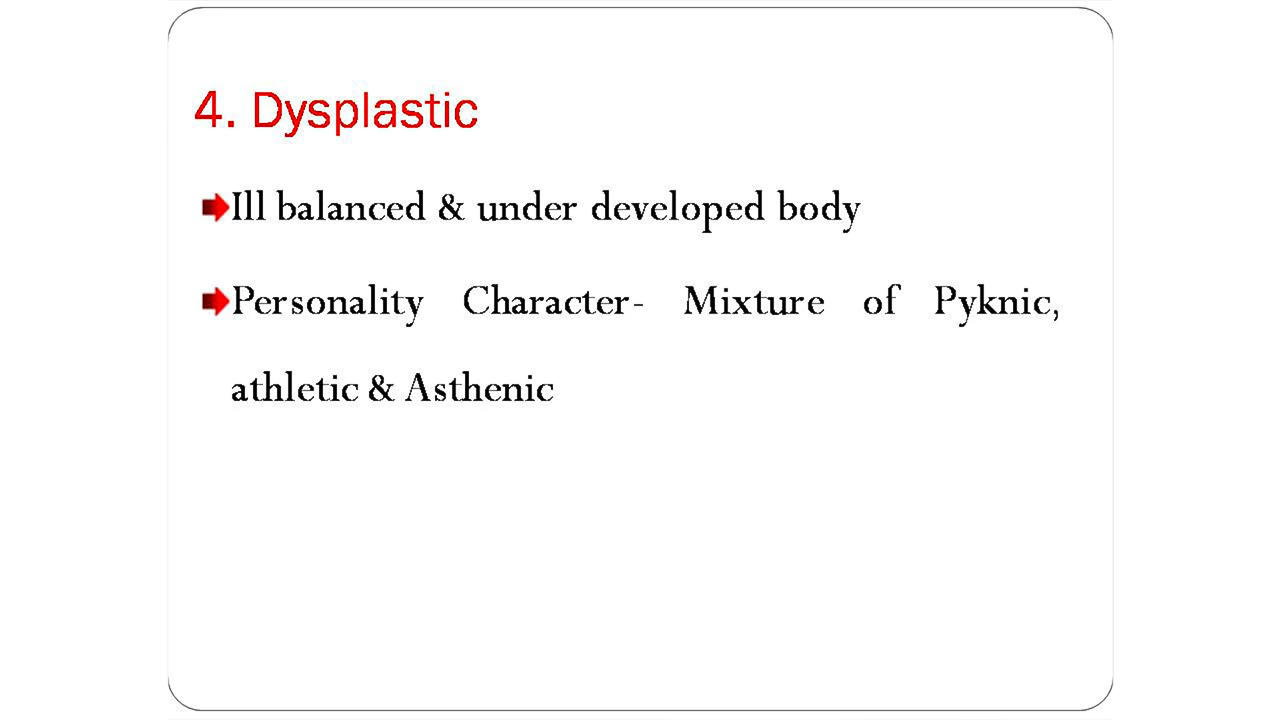 4. Dysplastic
Ill balanced & under developed body
Personality Character- Mixture of Pyknic,
athletic & Asthenic